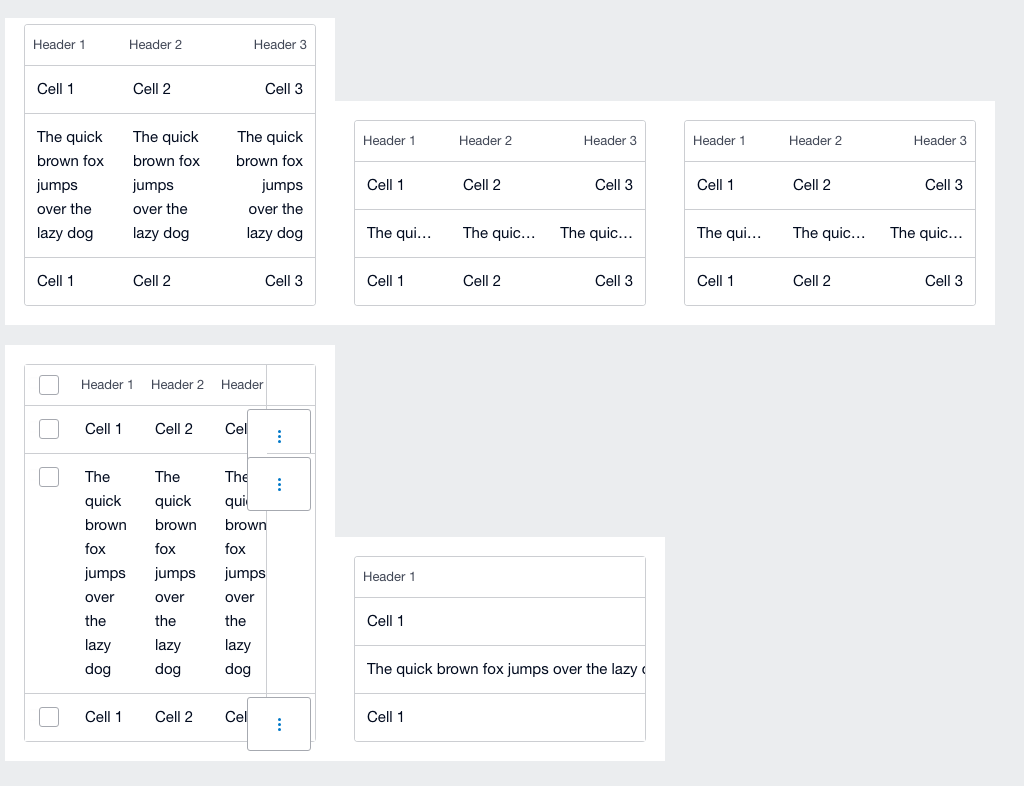 Header 1 Header 2 Header 3
Cell 1 Cell 2 Cell 3
The quick The quick The quick
brown fox brown fox brown fox
jumps jumps jumps
over the over the over the
lazy dog lazy dog lazy dog
Cell 1 Cell 2 Cell 3
Header 1 Header 2 Header 3
Cell 1 Cell 2 Cell 3
The qui... The quic... The quic...
Cell 1 Cell 2 Cell 3
Header 1 Header 2 Header 3
Cell 1 Cell 2 Cell 3
The qui... The quic... The quic...
Cell 1 Cell 2 Cell 3
Header 1 Header 2 Header
Cell 1 Cell 2 Cel
The The The
quick quick qui
brown brown brown
fox fox fox
jumps jumps jumps
over over over
the the the
lazy lazy lazy
dog dog dog
Cell 1 Cell 2 Cel
Header 1
Cell 1
The quick brown fox jumps over the lazy
Cell 1